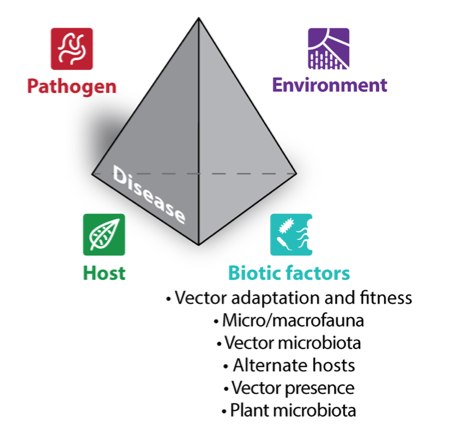 Pathogen
Environment
Disease
Host
Biotic factors
• Vector adaptation and fitness
• Micro/macrofauna
• Vector microbiota
• Alternate hosts
• Vector presence
• Plant microbiota